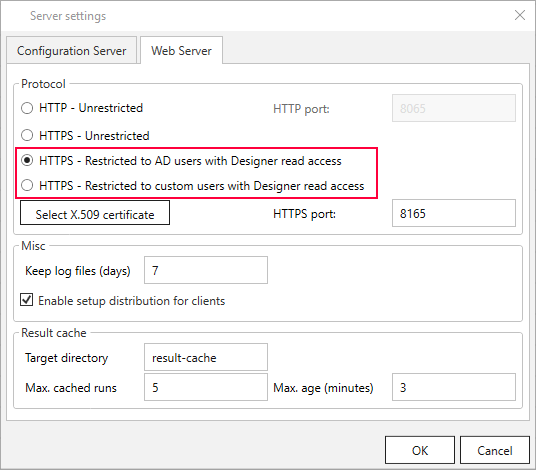 Server settings
Configuration Server
Web Server
Protocol
HTTP - Unrestricted
HTTP port:
8065
HTTPS - Unrestricted
HTTPS - Restricted to AD users with Designer read access
HTTPS - Restricted to custom users with Designer read access
Select X.509 certificate
HTTPS port:
8165
Misc
Keep log files (days)
7
Enable setup distribution for clients
Result cache
Target directory
result-cache
Max. cached runs
5
Max. age (minutes)
3
OK
Cancel